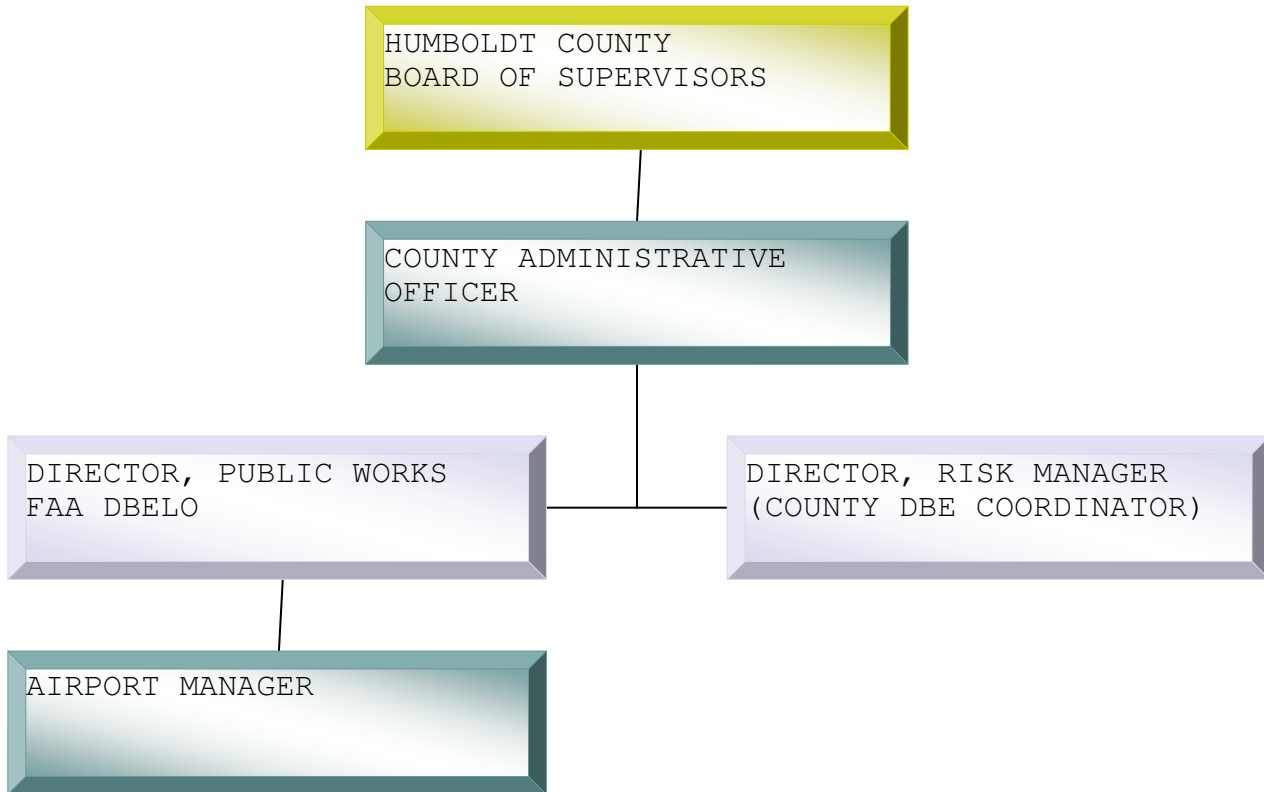 HUMBOLDT COUNTY
BOARD OF SUPERVISORS
COUNTY ADMINISTRATIVE
OFFICER
DIRECTOR, PUBLIC WORKS
FAA DBELO
DIRECTOR, RISK MANAGER
(COUNTY DBE COORDINATOR)
AIRPORT MANAGER